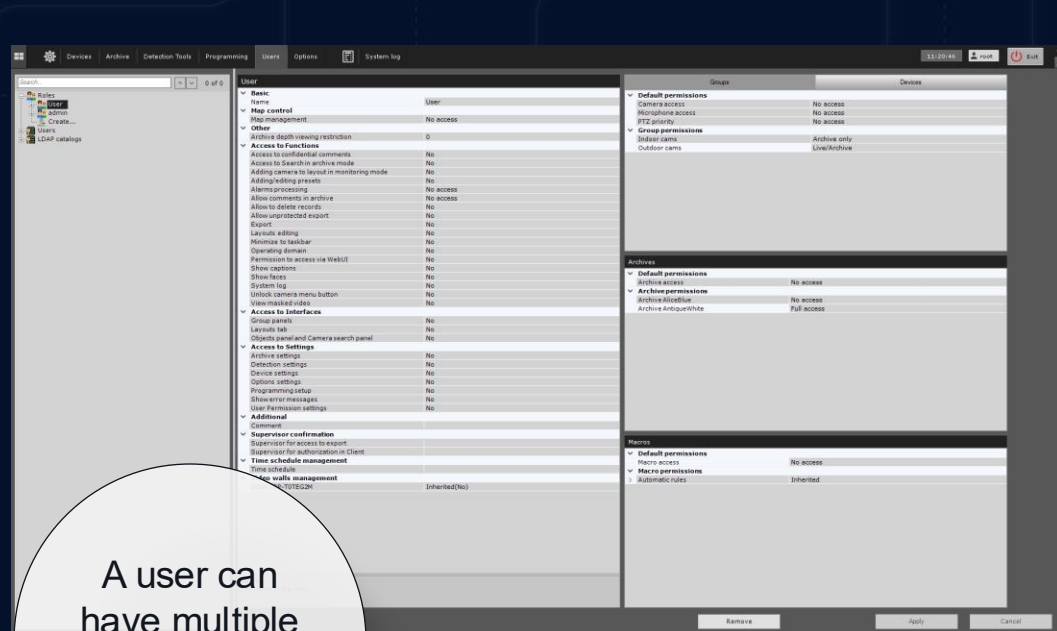 Devices Archive Detection Tools Programming Users Options System log 11:20:46 root Exit
Search... 0 of 0
Roles
User
admin
Create...
Users
LDAP catalogs
User
Basic
Name User
Map control
Map management No access
Other
Archive depth viewing restriction 0
Access to Functions
Access to confidential comments No
Access to Search in archive mode No
Adding camera to layout in monitoring mode No
Adding/editing presets No
Alarms processing No access
Allow comments in archive No access
Allow to delete records No
Allow unprotected export No
Export No
Layouts editing No
Minimize to taskbar No
Operating domain No
Permission to access via WebUI No
Show captions No
Show faces No
System log No
Unlock camera menu button No
View masked video No
Access to Interfaces
Group panels No
Layouts tab No
Objects panel and Camera search panel No
Access to Settings
Archive settings No
Detection settings No
Device settings No
Options settings No
Programming setup No
Show error messages No
User Permission settings No
Additional
Comment
Supervisor confirmation
Supervisor for access to export
Supervisor for authorization in Client
Time schedule management
Time schedule
walls management
Inherited(No)
Groups Devices
Default permissions
Camera access No access
Microphone access No access
PTZ priority No access
Group permissions
Indoor cams Archive only
Outdoor cams Live/Archive
Archives
Default permissions
Archive access No access
Archive permissions
Archive AliceBlue No access
Archive AntiqueWhite Full access
Macros
Default permissions
Macro access No access
Macro permissions
Automatic rules Inherited
Remove Apply Cancel
A user can
have multiple